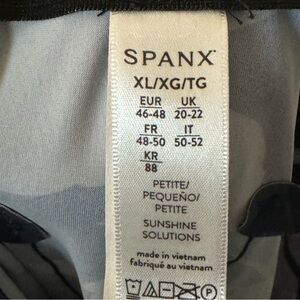 SPANX
XL/XG/TG
EUR UK
46-48 20-22
FR IT
48-50 50-52
KR
88
PETITE/
PEQUEÑO/
PETITE
SUNSHINE
SOLUTIONS
made in vietnam
fabriqué au vietnam